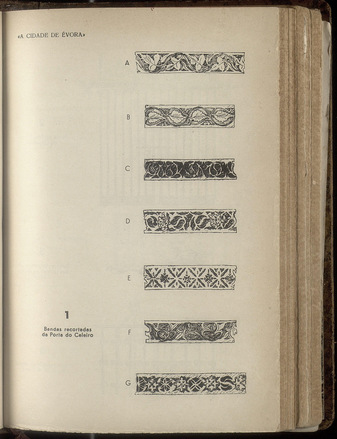 «A CIDADE DE ÉVORA»
A
B
C
D
E
1
Bandas recortadas
da Porta do Celeiro
F
G